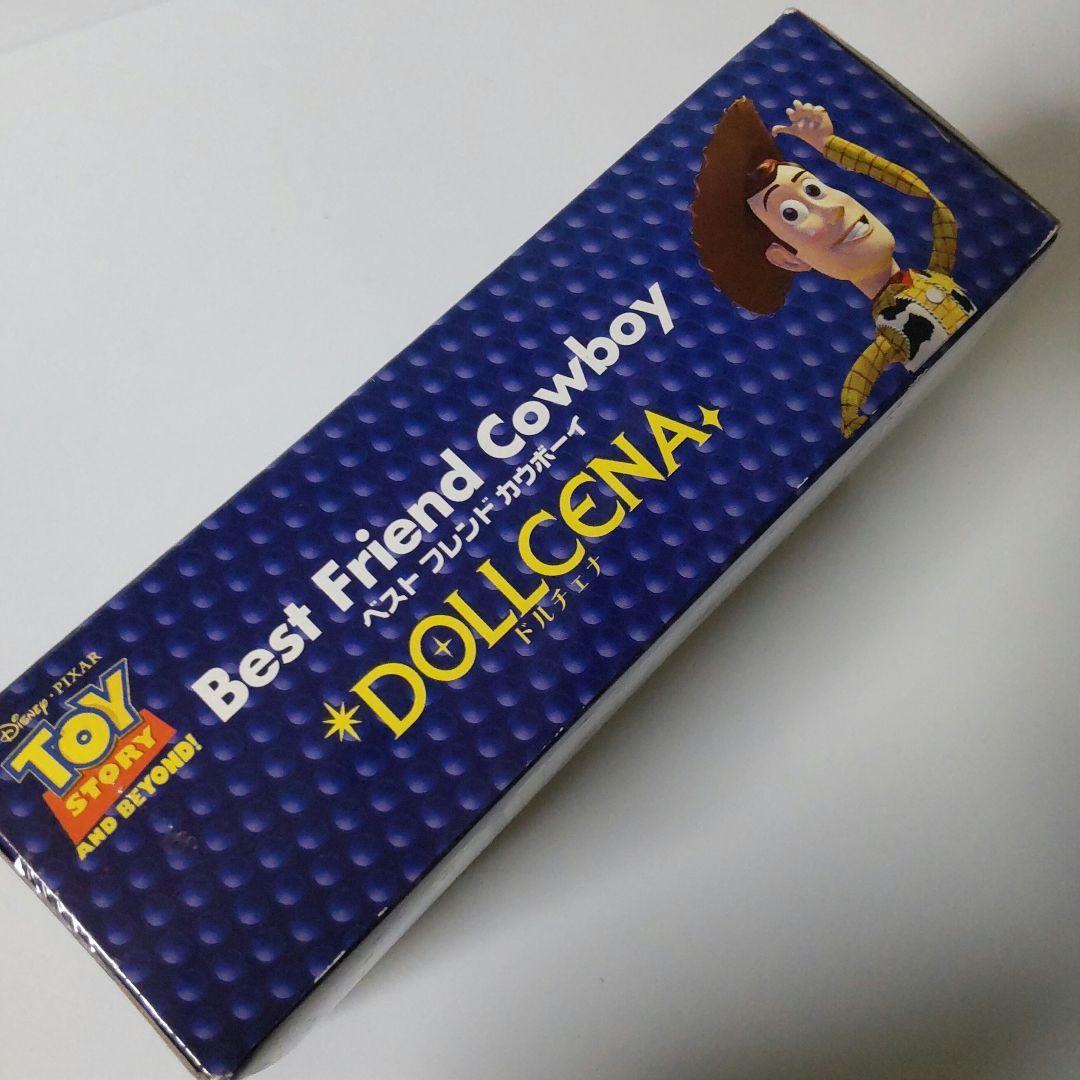 Disney·PIXAR
TOY
STORY
AND BEYOND!
Best Friend Cowboy
ベスト フレンド カウボーイ
DOLLCENA
ドルチェナ